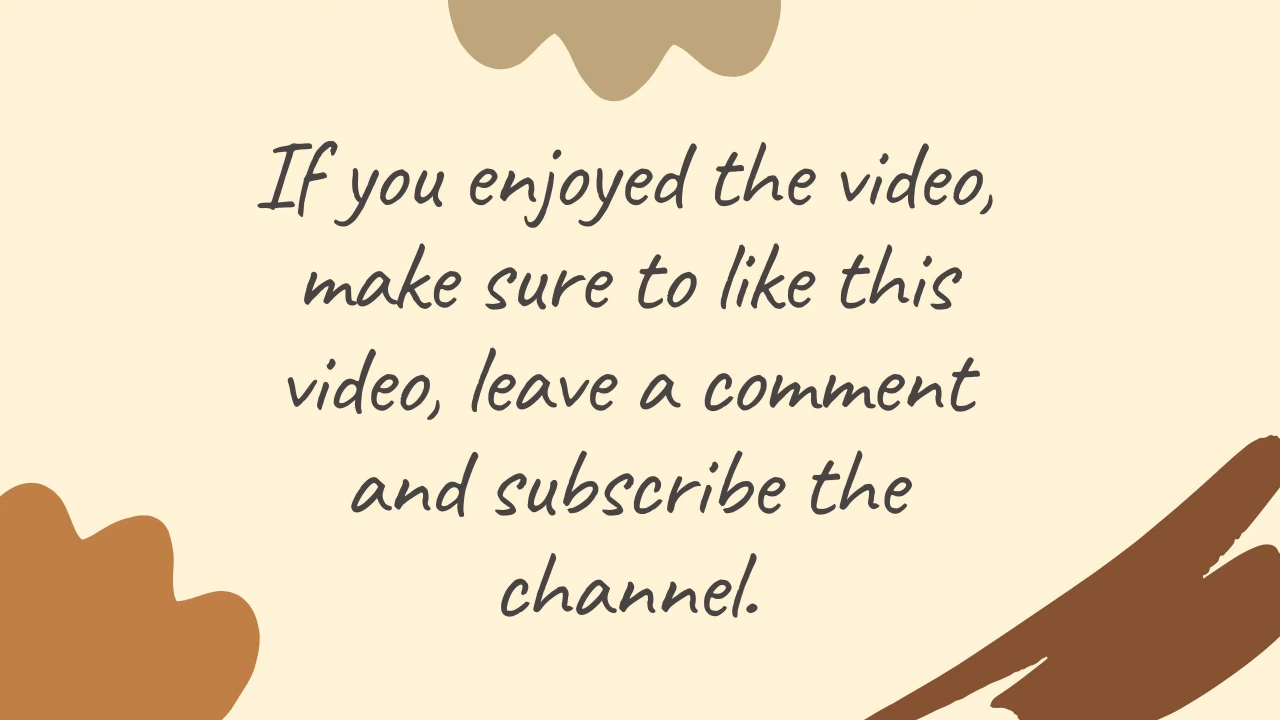 If you enjoyed the video,
make sure to like this
video, leave a comment
and subscribe the
channel.